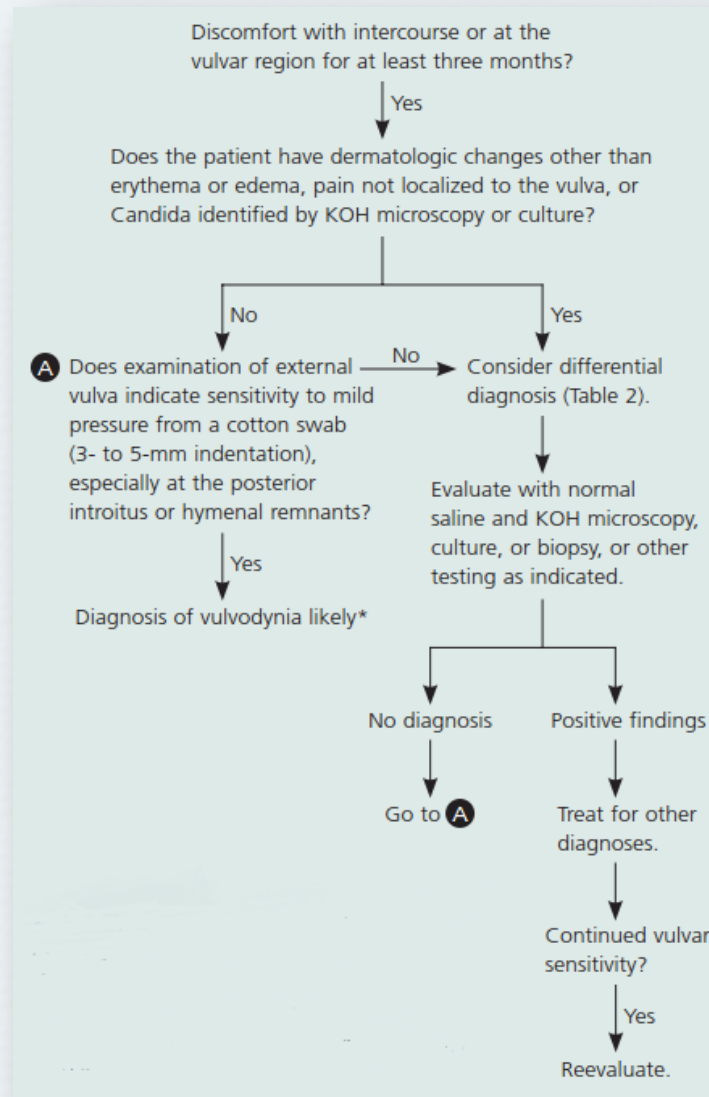 Discomfort with intercourse or at the
vulvar region for at least three months?
Yes
Does the patient have dermatologic changes other than
erythema or edema, pain not localized to the vulva, or
Candida identified by KOH microscopy or culture?
No
Yes
A Does examination of external
vulva indicate sensitivity to mild
pressure from a cotton swab
(3- to 5-mm indentation),
especially at the posterior
introitus or hymenal remnants?
No
Consider differential
diagnosis (Table 2).
Evaluate with normal
saline and KOH microscopy,
culture, or biopsy, or other
testing as indicated.
Yes
Diagnosis of vulvodynia likely*
No diagnosis
Positive findings
Go to A
Treat for other
diagnoses.
Continued vulvar
sensitivity?
Yes
Reevaluate.